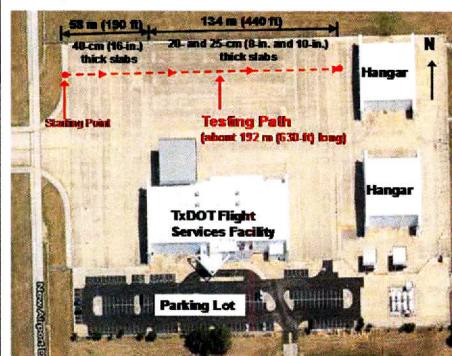 58 m (190 ft)
134 m (440 ft)
40-cm (16-in.)
thick slabs
20- and 25-cm (8-in. and 10-in.)
thick slabs
N
Hangar
Starting Point
Testing Path
(about 192 m (630-ft) long)
Hangar
TxDOT Flight
Services Facility
Parking Lot
New Airport